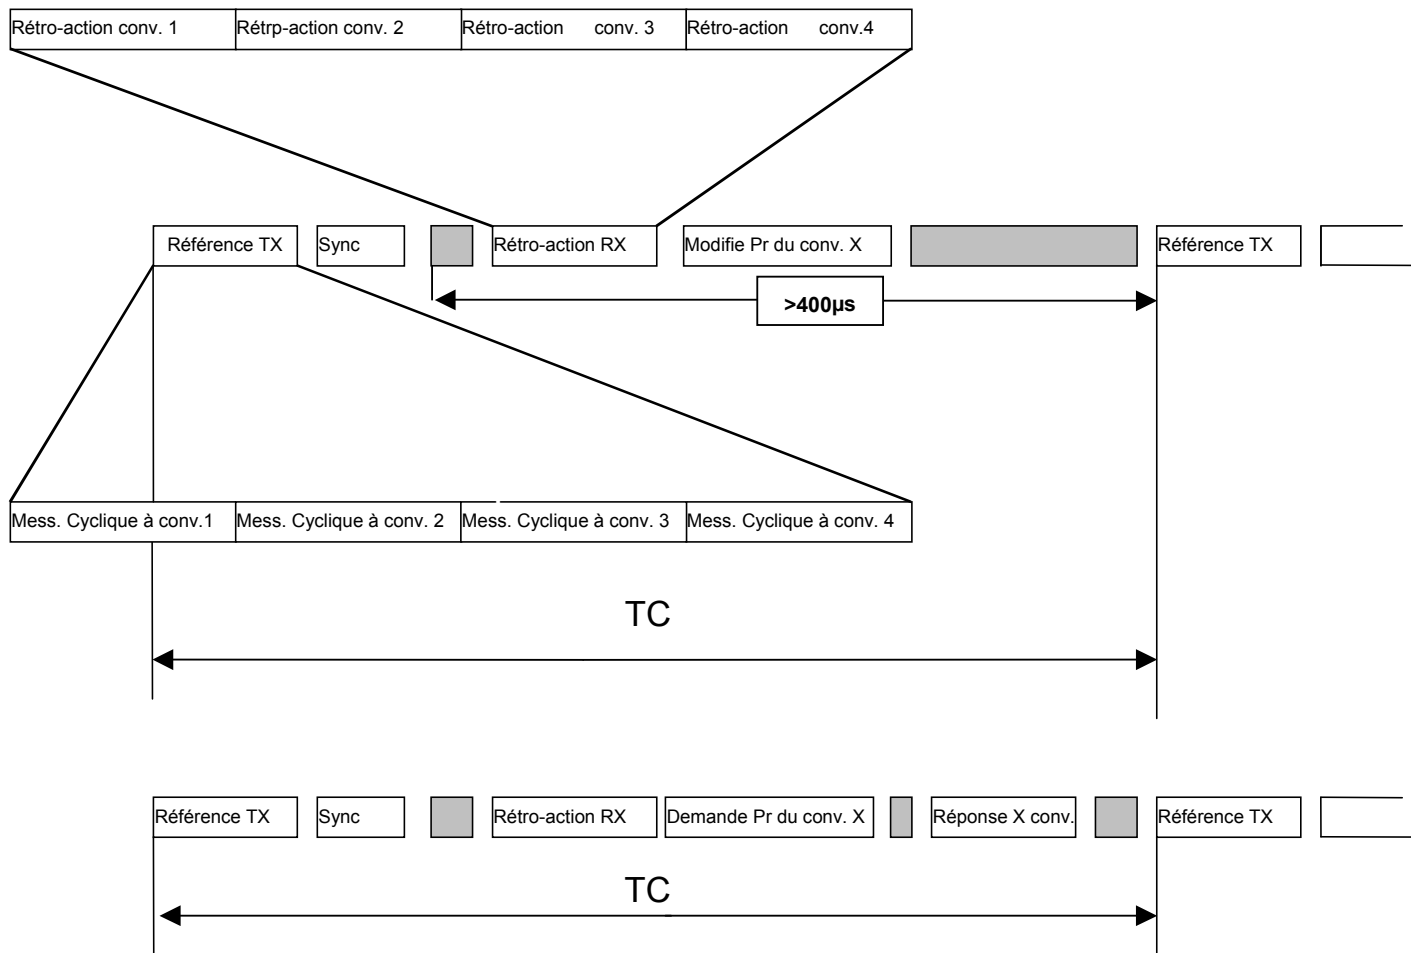 Rétro-action conv. 1 Rétrp-action conv. 2 Rétro-action conv. 3 Rétro-action conv.4
Référence TX Sync Rétro-action RX Modifie Pr du conv. X Référence TX
>400µs
Mess. Cyclique à conv.1 Mess. Cyclique à conv. 2 Mess. Cyclique à conv. 3 Mess. Cyclique à conv. 4
TC
Référence TX Sync Rétro-action RX Demande Pr du conv. X Réponse X conv. Référence TX
TC